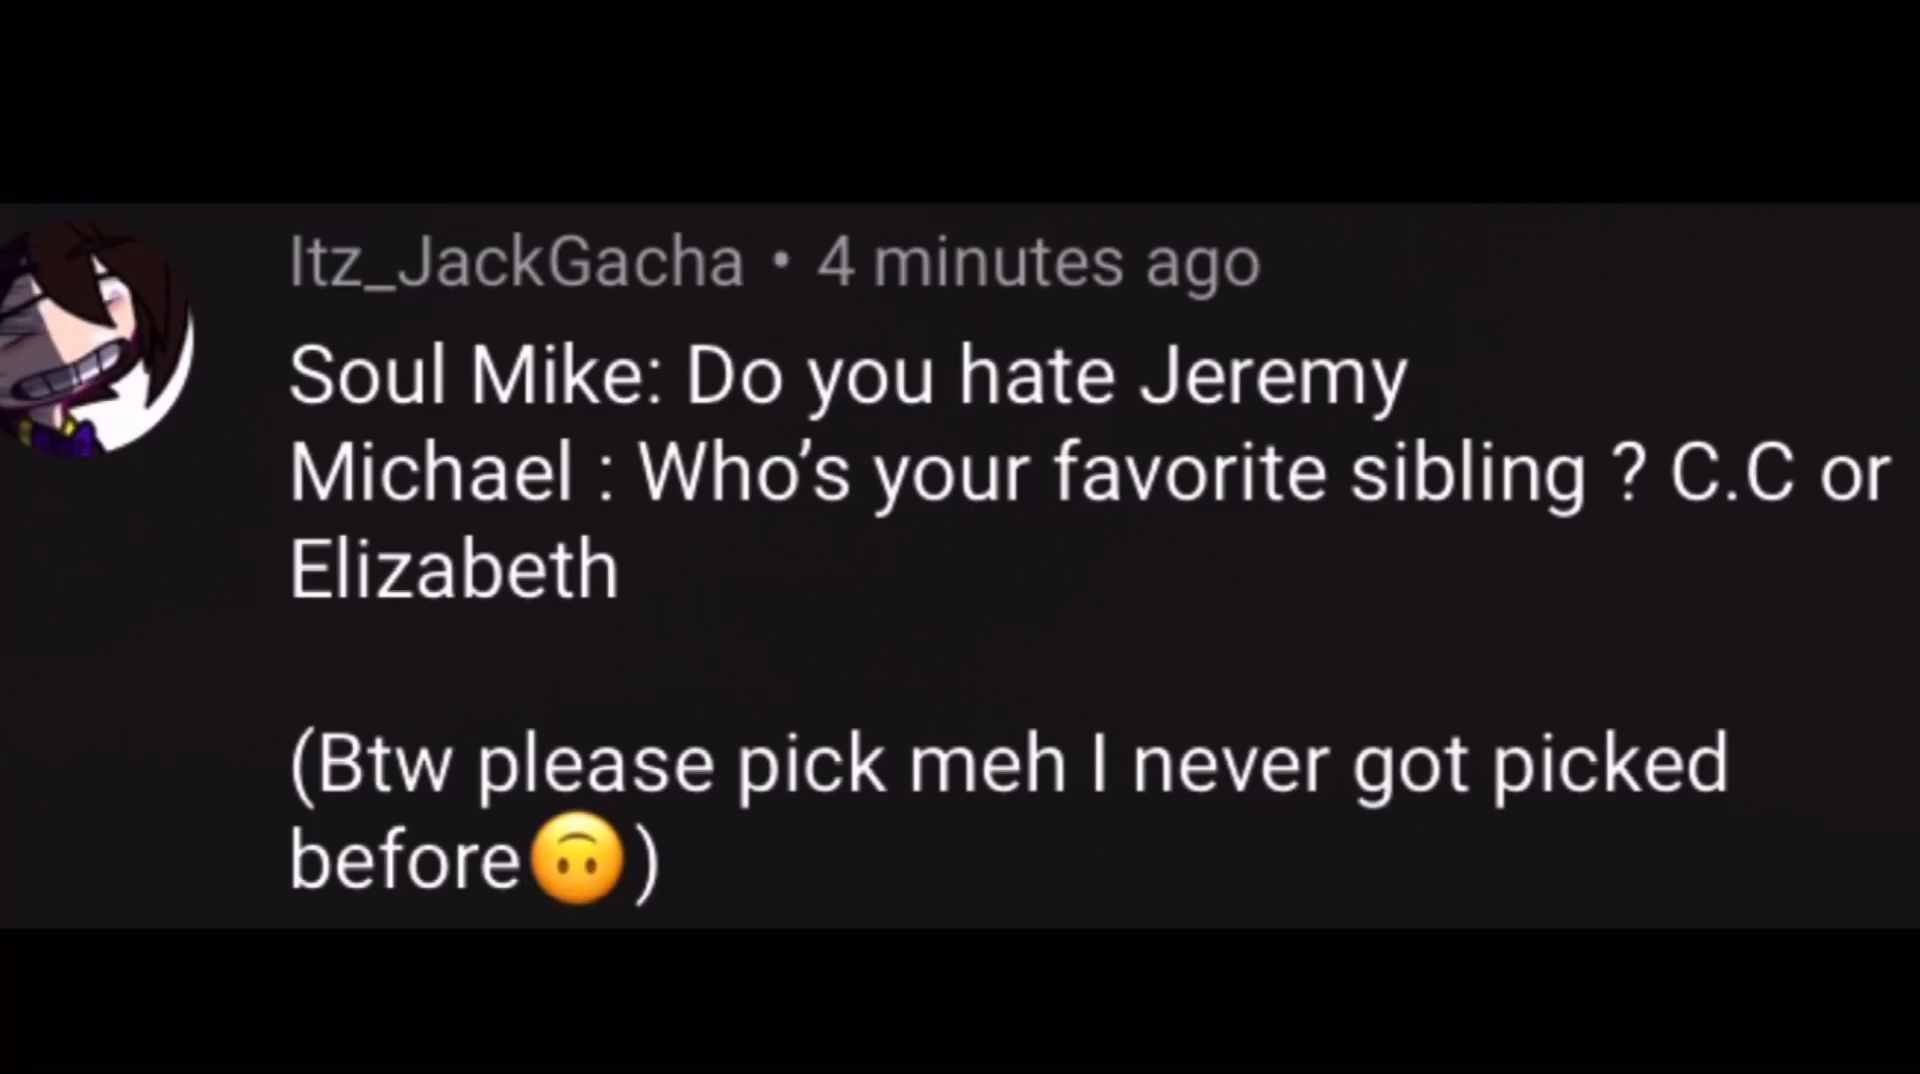 Itz_JackGacha • 4 minutes ago
Soul Mike: Do you hate Jeremy
Michael : Who’s your favorite sibling ? C.C or
Elizabeth
(Btw please pick meh I never got picked
before🙃)